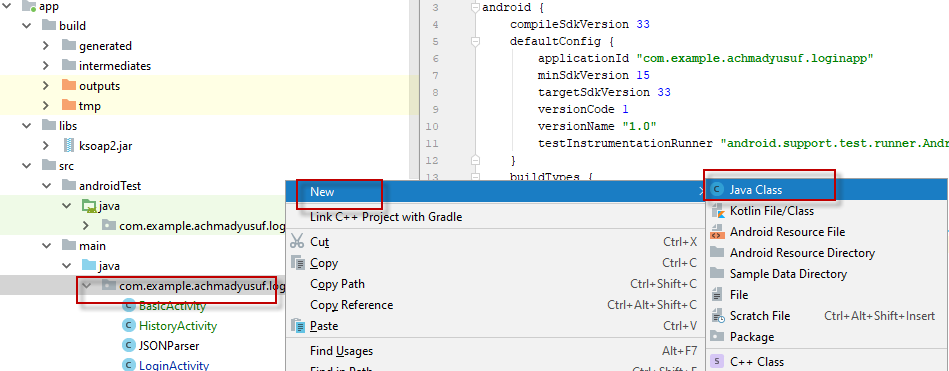 app
build
generated
intermediates
outputs
tmp
libs
ksoap2.jar
src
androidTest
java
com.example.achmadyusuf.log
main
java
com.example.achmadyusuf.log
BasicActivity
HistoryActivity
JSONParser
LoginActivity
3 android {
4 compileSdkVersion 33
5 defaultConfig {
6 applicationId "com.example.achmadyusuf.loginapp"
7 minSdkVersion 15
8 targetSdkVersion 33
9 versionCode 1
10 versionName "1.0"
11 testInstrumentationRunner "android.support.test.runner.Andr
12 }
13 buildTypes {
New
Link C++ Project with Gradle
Cut Ctrl+X
Copy Ctrl+C
Copy Path Ctrl+Shift+C
Copy Reference Ctrl+Alt+Shift+C
Paste Ctrl+V
Find Usages Alt+F7
Find in Path Ctrl+Shift+F
Java Class
Kotlin File/Class
Android Resource File
Android Resource Directory
Sample Data Directory
File
Scratch File Ctrl+Alt+Shift+Insert
Package
S C++ Class